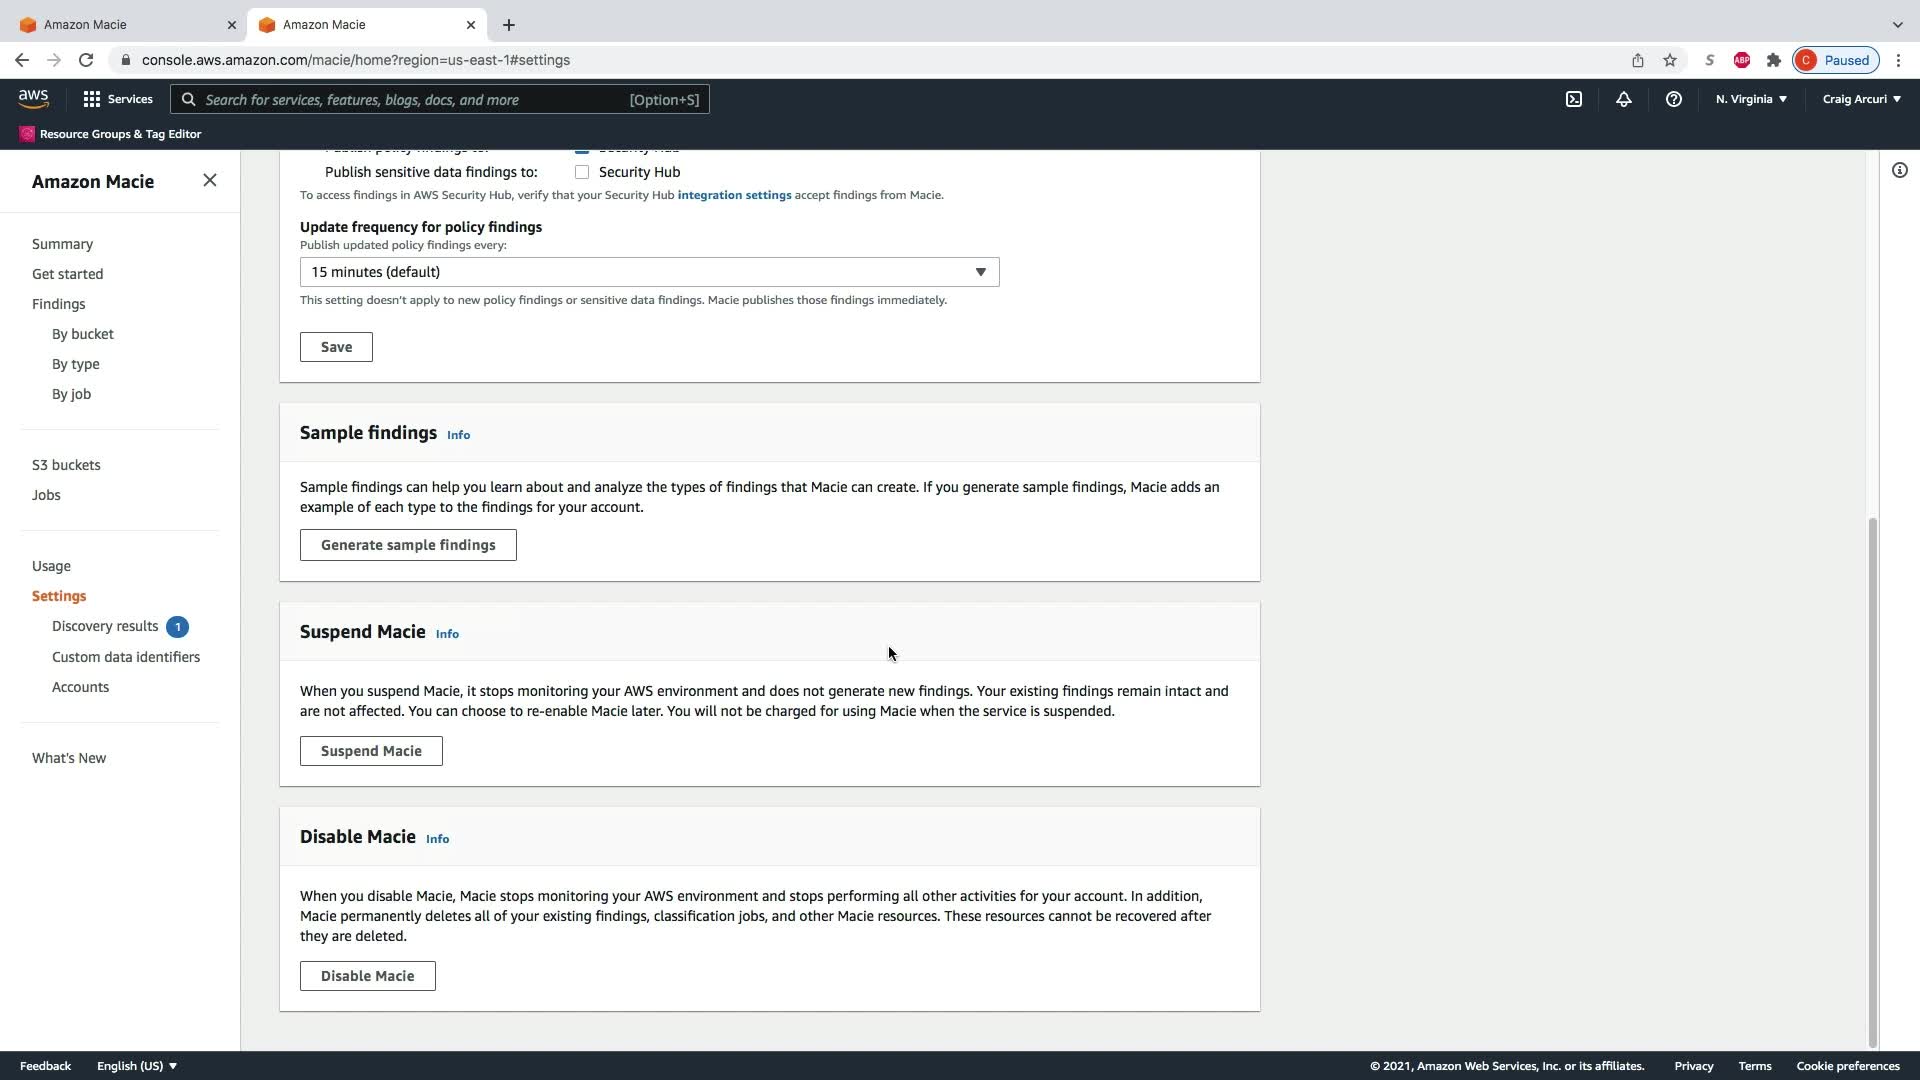 Amazon Macie
Amazon Macie
console.aws.amazon.com/macie/home?region=us-east-1#settings
S
ABP
C
Paused
aws
Services
Search for services, features, blogs, docs, and more
[Option+S]
N. Virginia
Craig Arcuri
Resource Groups & Tag Editor
Amazon Macie
Summary
Get started
Findings
By bucket
By type
By job
S3 buckets
Jobs
Usage
Settings
Discovery results 1
Custom data identifiers
Accounts
What's New
Publish policy findings to: Security Hub
Publish sensitive data findings to: Security Hub
To access findings in AWS Security Hub, verify that your Security Hub integration settings accept findings from Macie.
Update frequency for policy findings
Publish updated policy findings every:
15 minutes (default)
This setting doesn't apply to new policy findings or sensitive data findings. Macie publishes those findings immediately.
Save
Sample findings Info
Sample findings can help you learn about and analyze the types of findings that Macie can create. If you generate sample findings, Macie adds an
example of each type to the findings for your account.
Generate sample findings
Suspend Macie Info
When you suspend Macie, it stops monitoring your AWS environment and does not generate new findings. Your existing findings remain intact and
are not affected. You can choose to re-enable Macie later. You will not be charged for using Macie when the service is suspended.
Suspend Macie
Disable Macie Info
When you disable Macie, Macie stops monitoring your AWS environment and stops performing all other activities for your account. In addition,
Macie permanently deletes all of your existing findings, classification jobs, and other Macie resources. These resources cannot be recovered after
they are deleted.
Disable Macie
Feedback
English (US)
© 2021, Amazon Web Services, Inc. or its affiliates.
Privacy
Terms
Cookie preferences